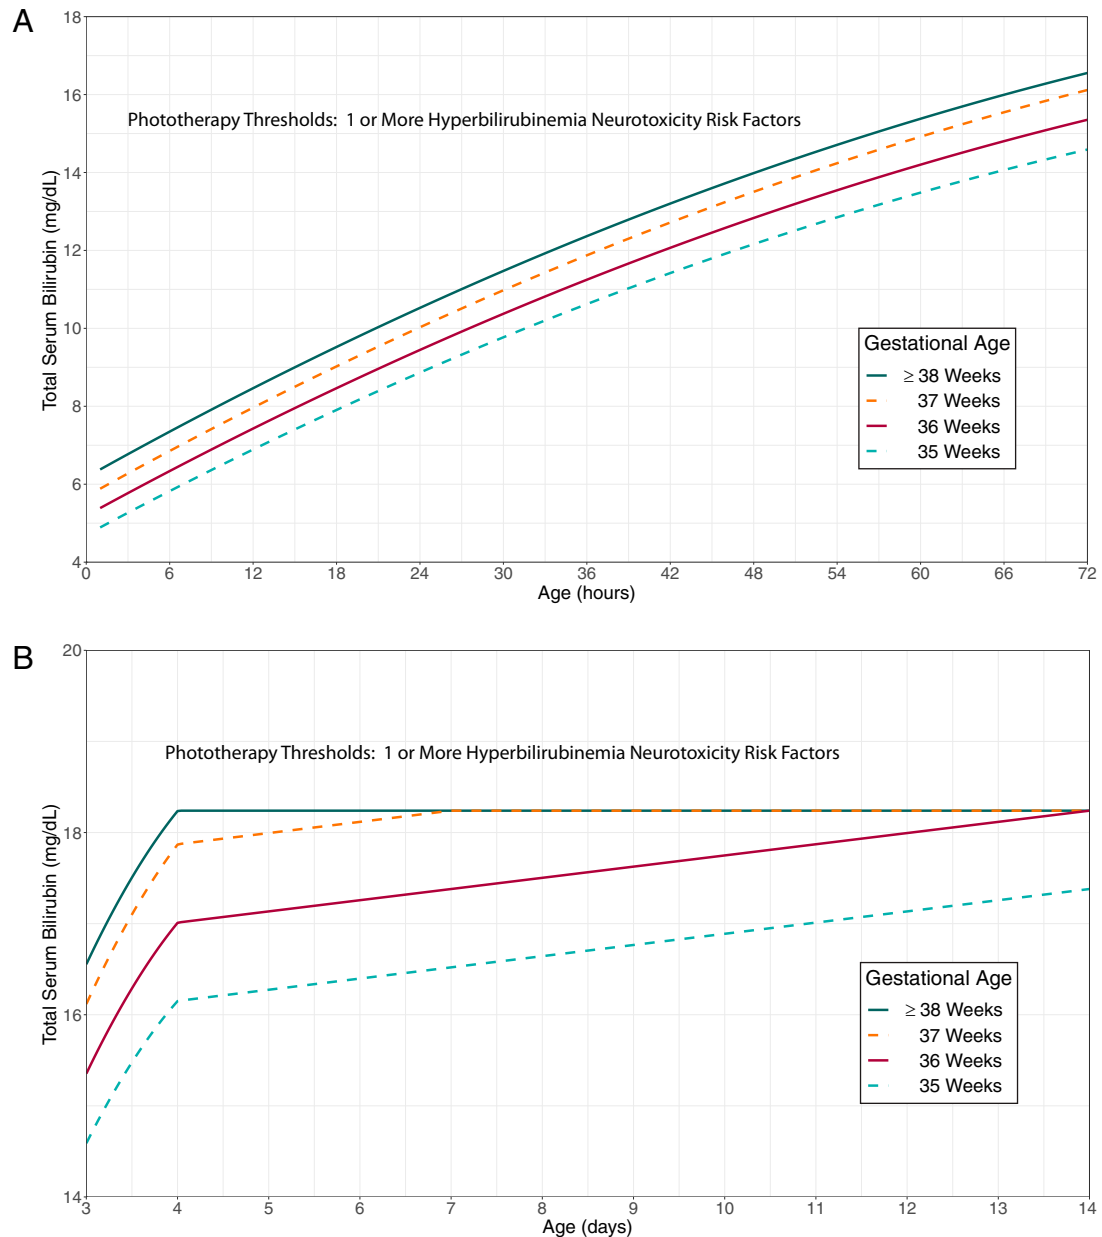 A
18
16
14
12
10
8
6
4
Total Serum Bilirubin (mg/dL)
Phototherapy Thresholds: 1 or More Hyperbilirubinemia Neurotoxicity Risk Factors
Gestational Age
≥ 38 Weeks
37 Weeks
36 Weeks
35 Weeks
0 6 12 18 24 30 36 42 48 54 60 66 72
Age (hours)
B
20
18
16
14
Total Serum Bilirubin (mg/dL)
Phototherapy Thresholds: 1 or More Hyperbilirubinemia Neurotoxicity Risk Factors
Gestational Age
≥ 38 Weeks
37 Weeks
36 Weeks
35 Weeks
3 4 5 6 7 8 9 10 11 12 13 14
Age (days)